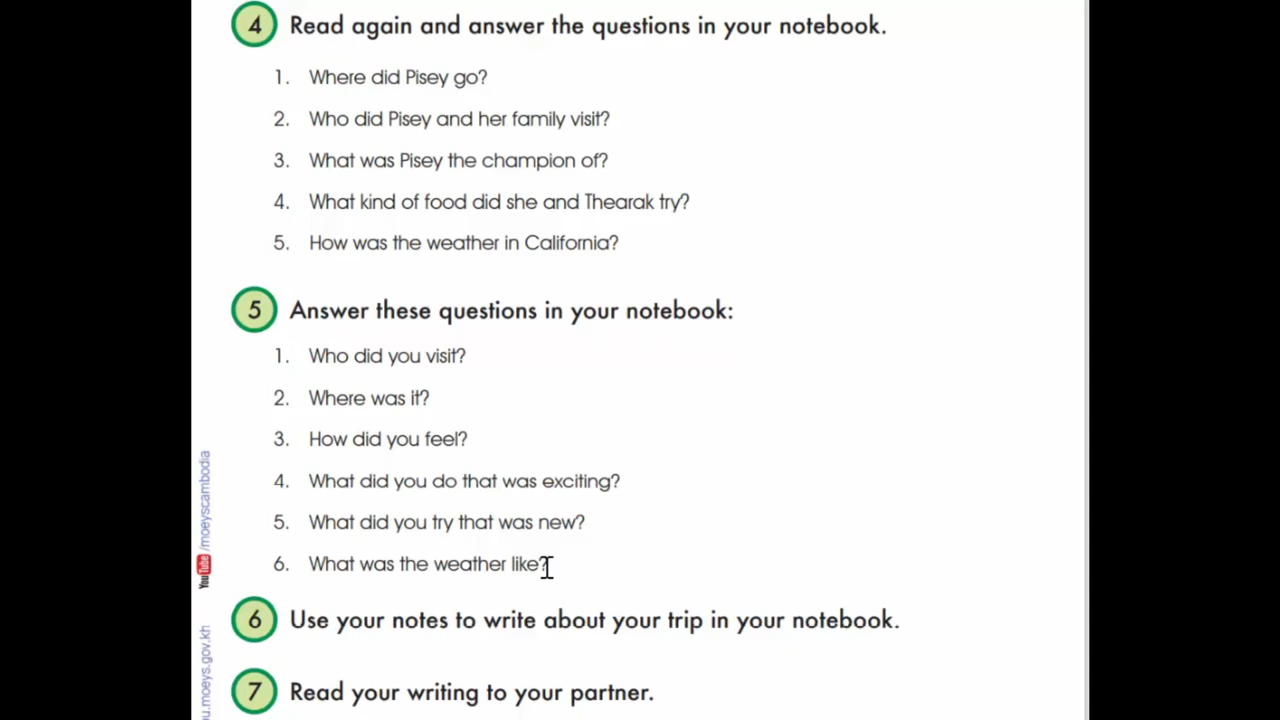 4 Read again and answer the questions in your notebook.
1. Where did Pisey go?
2. Who did Pisey and her family visit?
3. What was Pisey the champion of?
4. What kind of food did she and Thearak try?
5. How was the weather in California?
5 Answer these questions in your notebook:
1. Who did you visit?
2. Where was it?
3. How did you feel?
4. What did you do that was exciting?
5. What did you try that was new?
6. What was the weather like?
6 Use your notes to write about your trip in your notebook.
7 Read your writing to your partner.
YouTube /moeyscambodia
u.moeys.gov.kh